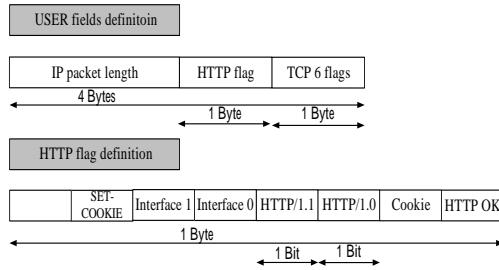 USER fields definitoin
IP packet length HTTP flag TCP 6 flags
4 Bytes
1 Byte 1 Byte
HTTP flag definition
SET-
COOKIE Interface 1 Interface 0 HTTP/1.1 HTTP/1.0 Cookie HTTP OK
1 Byte
1 Bit 1 Bit